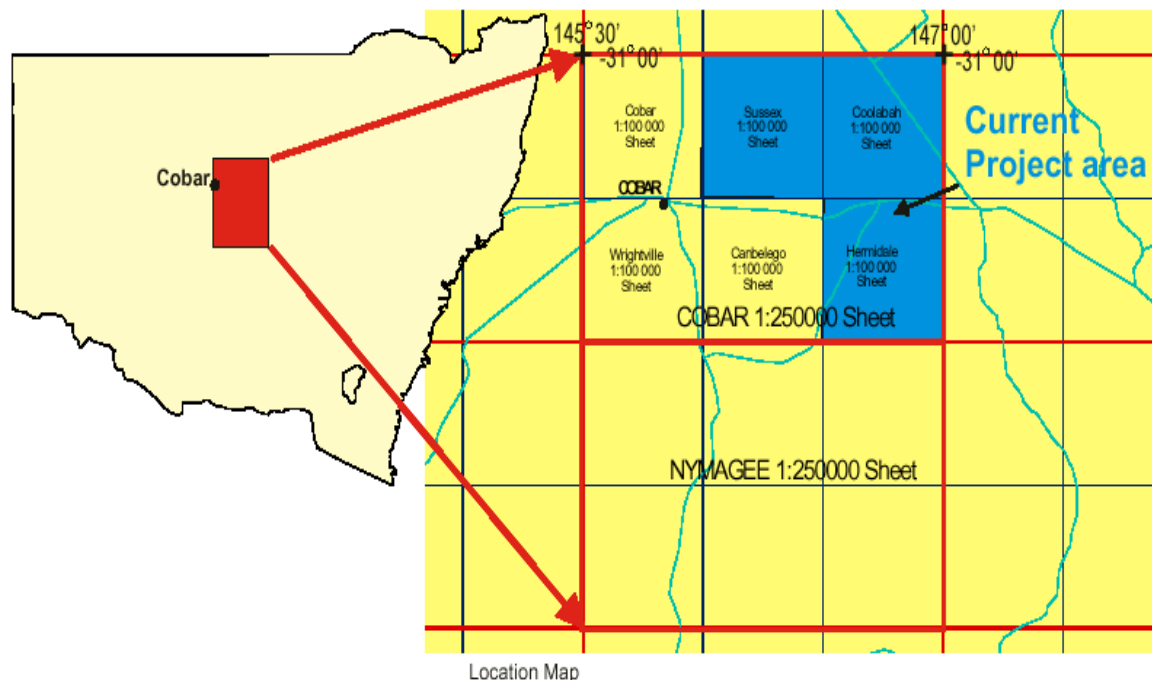 145°30'
-31°00'
147°00'
-31°00'
Cobar
1:100 000
Sheet
Sussex
1:100 000
Sheet
Coolabah
1:100 000
Sheet
Current
Project area
Cobar
COBAR
Wrightville
1:100 000
Sheet
Canbelego
1:100 000
Sheet
Hermidale
1:100 000
Sheet
COBAR 1:250000 Sheet
NYMAGEE 1:250000 Sheet
Location Map